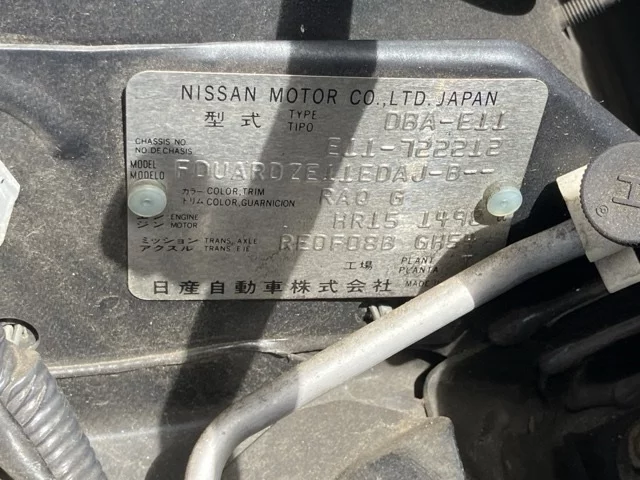 NISSAN MOTOR CO.,LTD. JAPAN
型式 TYPE TIPO DBA-E11
CHASSIS NO. NO. DE CHASIS E11-722212
MODEL MODELO FDUARDZE11EDAJ-B--
カラー COLOR,TRIM トリム COLOR,GUARNICION RAQ G
ENGINE MOTOR HR15 149
ミッション TRANS, AXLE アクスル TRANS, EJE RE0F08B GH54
工場 PLANT PLANTA
日産自動車株式会社 MADE